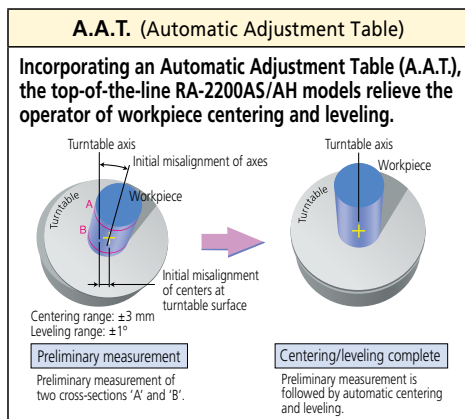 A.A.T. (Automatic Adjustment Table)
Incorporating an Automatic Adjustment Table (A.A.T.),
the top-of-the-line RA-2200AS/AH models relieve the
operator of workpiece centering and leveling.
Turntable axis
Initial misalignment of axes
Workpiece
Turntable
A
B
Initial misalignment
of centers at
turntable surface
Centering range: ±3 mm
Leveling range: ±1º
Preliminary measurement
Preliminary measurement of
two cross-sections ‘A’ and ‘B’.
Turntable axis
Workpiece
Turntable
Centering/leveling complete
Preliminary measurement is
followed by automatic centering
and leveling.